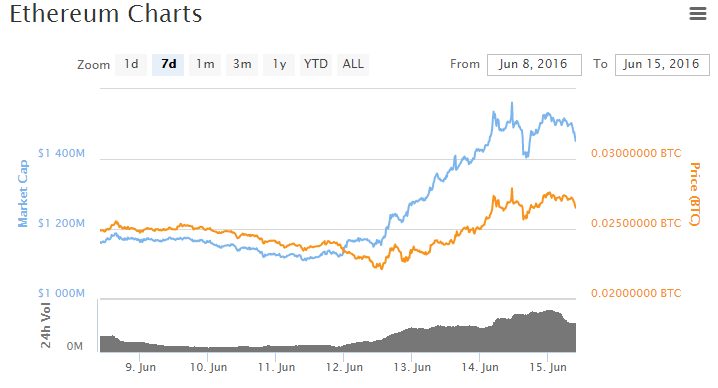 Ethereum Charts
Zoom 1d 7d 1m 3m 1y YTD ALL From Jun 8, 2016 To Jun 15, 2016
Market Cap
$1 400M
$1 200M
$1 000M
0.03000000 BTC
0.02500000 BTC
0.02000000 BTC
Price (BTC)
24h Vol
0M
9. Jun 10. Jun 11. Jun 12. Jun 13. Jun 14. Jun 15. Jun